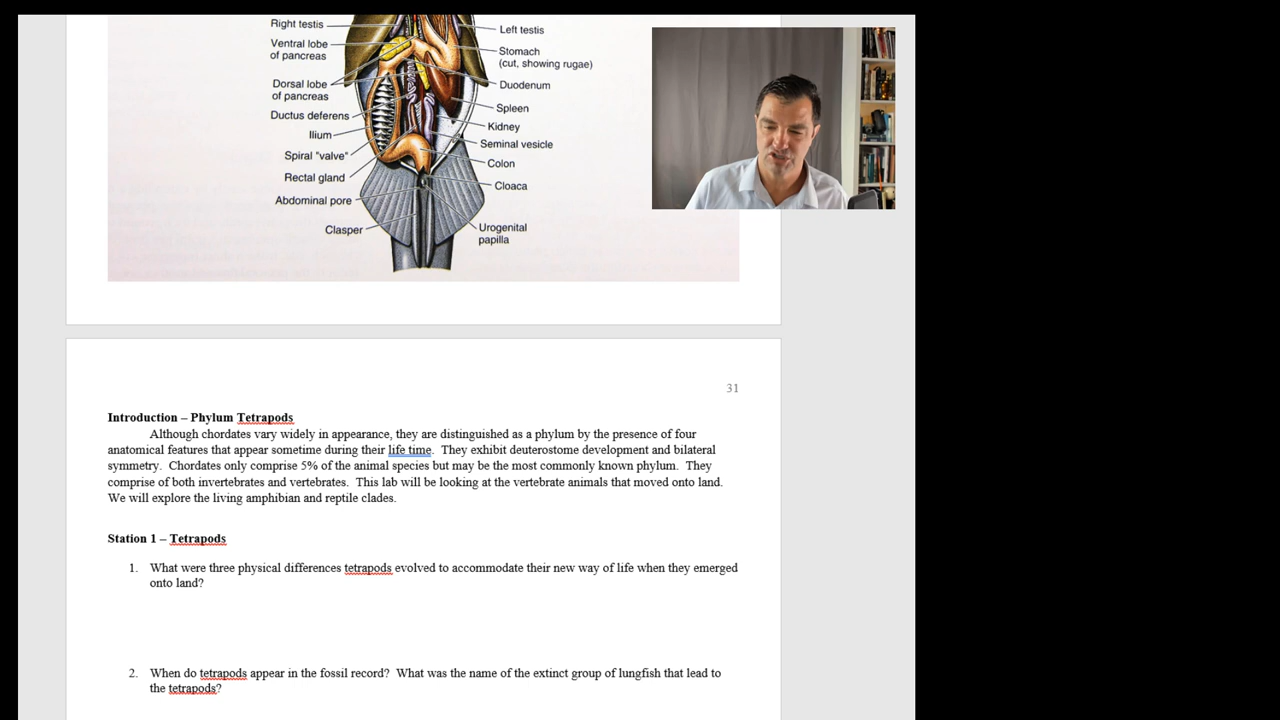 Right testis
Ventral lobe
of pancreas
Dorsal lobe
of pancreas
Ductus deferens
Ilium
Spiral "valve"
Rectal gland
Abdominal pore
Clasper
Left testis
Stomach
(cut, showing rugae)
Duodenum
Spleen
Kidney
Seminal vesicle
Colon
Cloaca
Urogenital
papilla
31
Introduction – Phylum Tetrapods
Although chordates vary widely in appearance, they are distinguished as a phylum by the presence of four
anatomical features that appear sometime during their life time. They exhibit deuterostome development and bilateral
symmetry. Chordates only comprise 5% of the animal species but may be the most commonly known phylum. They
comprise of both invertebrates and vertebrates. This lab will be looking at the vertebrate animals that moved onto land.
We will explore the living amphibian and reptile clades.
Station 1 – Tetrapods
1. What were three physical differences tetrapods evolved to accommodate their new way of life when they emerged
onto land?
2. When do tetrapods appear in the fossil record? What was the name of the extinct group of lungfish that lead to
the tetrapods?